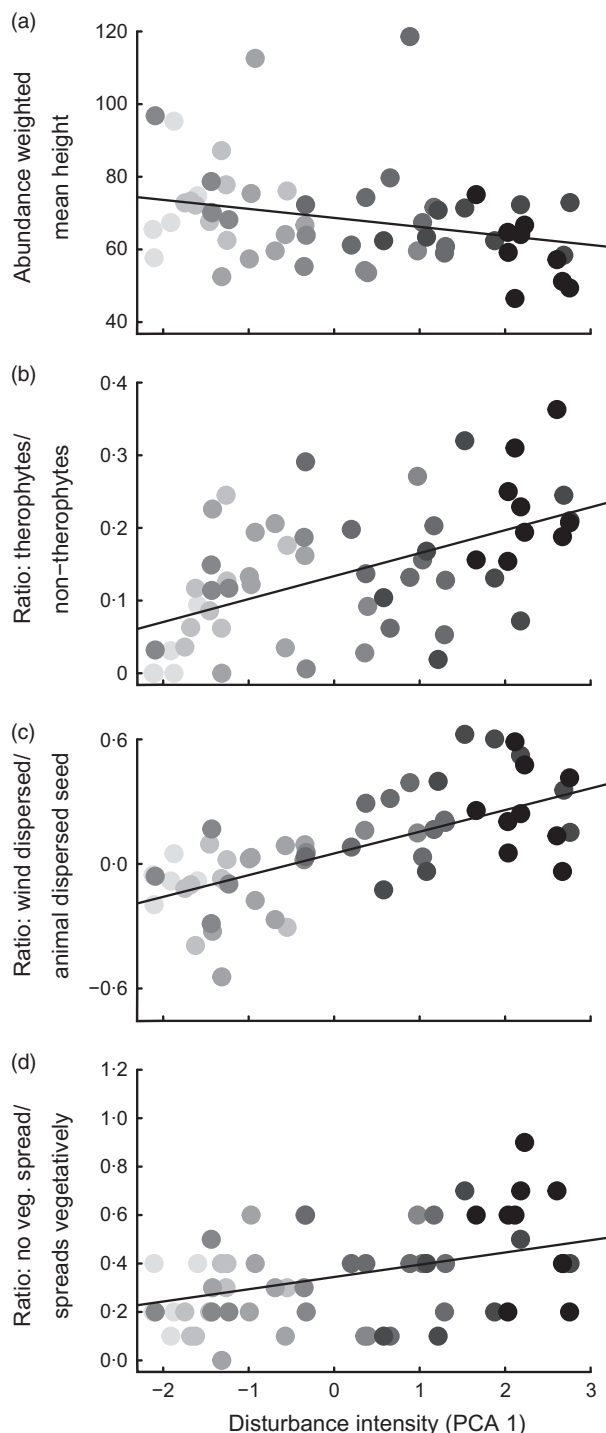 (a)
120
100
80
60
40
Abundance weighted
mean height
(b)
0·4
0·3
0·2
0·1
0
Ratio: therophytes/
non-therophytes
(c)
0·6
0·0
−0·6
Ratio: wind dispersed/
animal dispersed seed
(d)
1·2
1·0
0·8
0·6
0·4
0·2
0·0
Ratio: no veg. spread/
spreads vegetatively
−2 −1 0 1 2 3
Disturbance intensity (PCA 1)